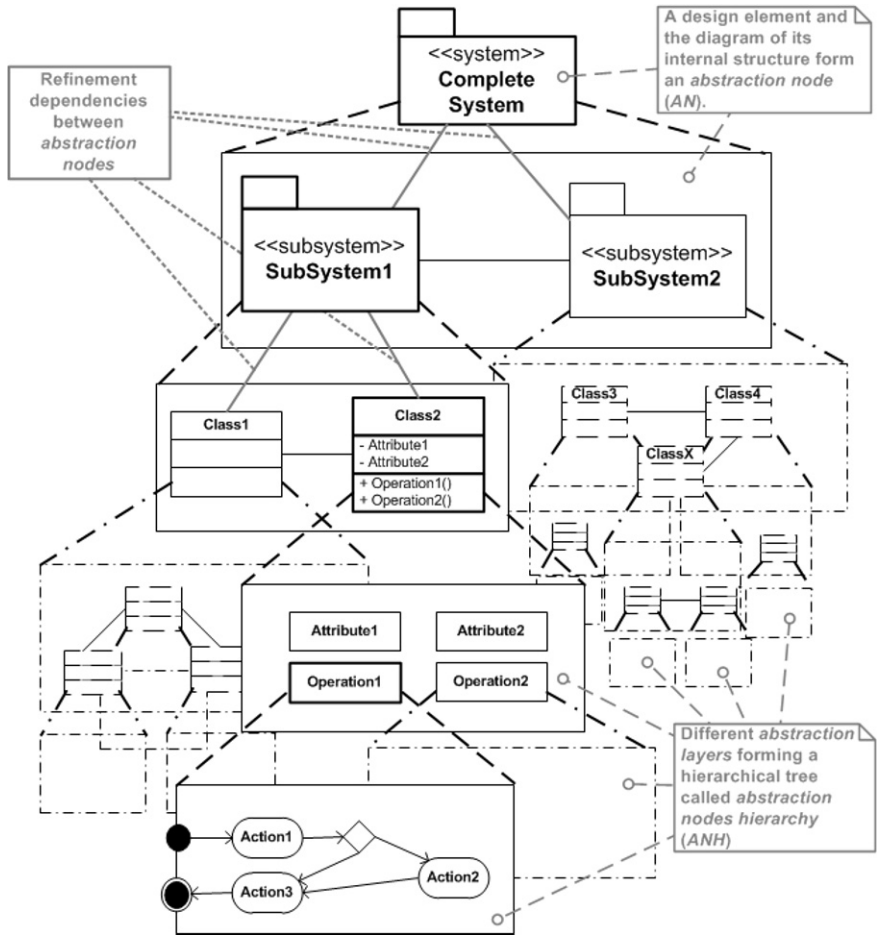 <<system>>
Complete
System
A design element and
the diagram of its
internal structure form
an abstraction node
(AN).
Refinement
dependencies
between
abstraction
nodes
<<subsystem>>
SubSystem1
<<subsystem>>
SubSystem2
Class1
Class2
- Attribute1
- Attribute2
+ Operation1()
+ Operation2()
Class3
Class4
ClassX
Attribute1
Attribute2
Operation1
Operation2
Different abstraction
layers forming a
hierarchical tree
called abstraction
nodes hierarchy
(ANH)
Action1
Action2
Action3